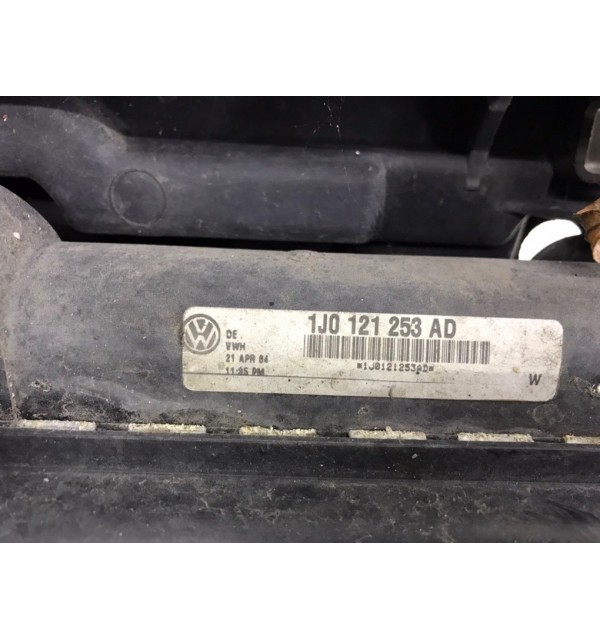 1J0 121 253 AD
DE.
VWH
21 APR 04
11:35 PM
*1J0121253AD*
W